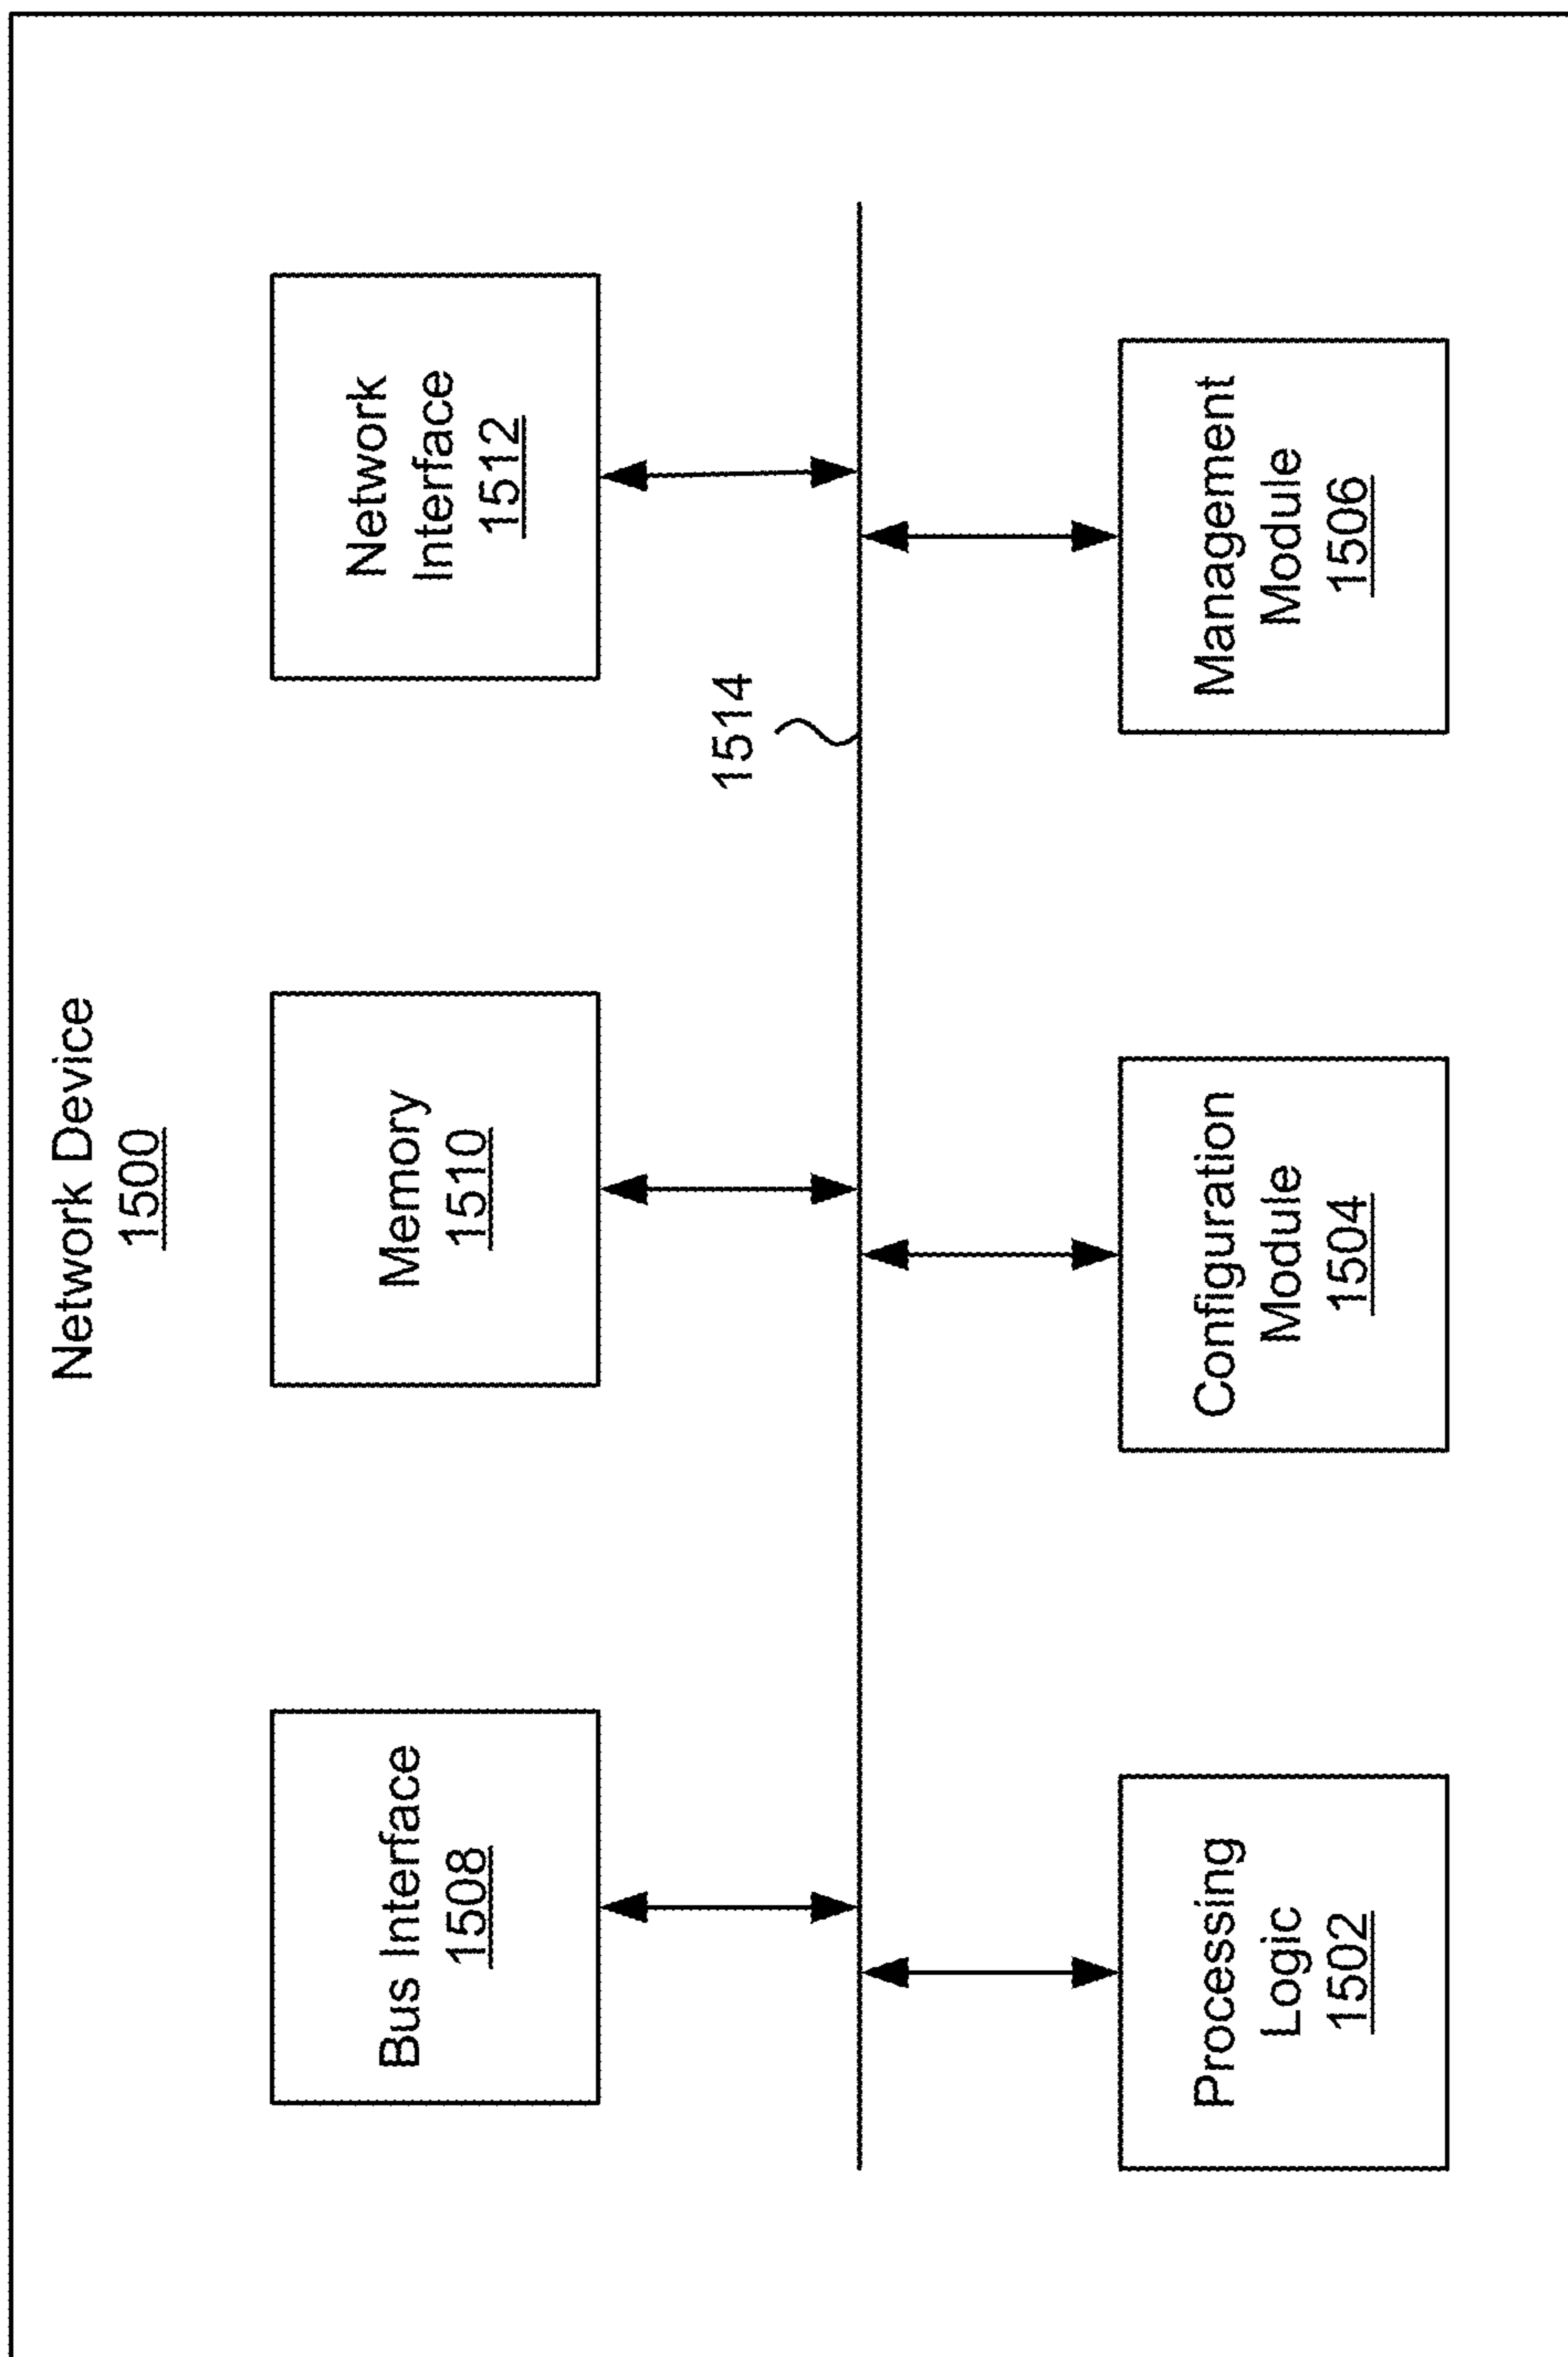 Network Device
1500
Bus Interface
1508
Memory
1510
Network
Interface
1512
1514
Processing
Logic
1502
Configuration
Module
1504
Management
Module
1506